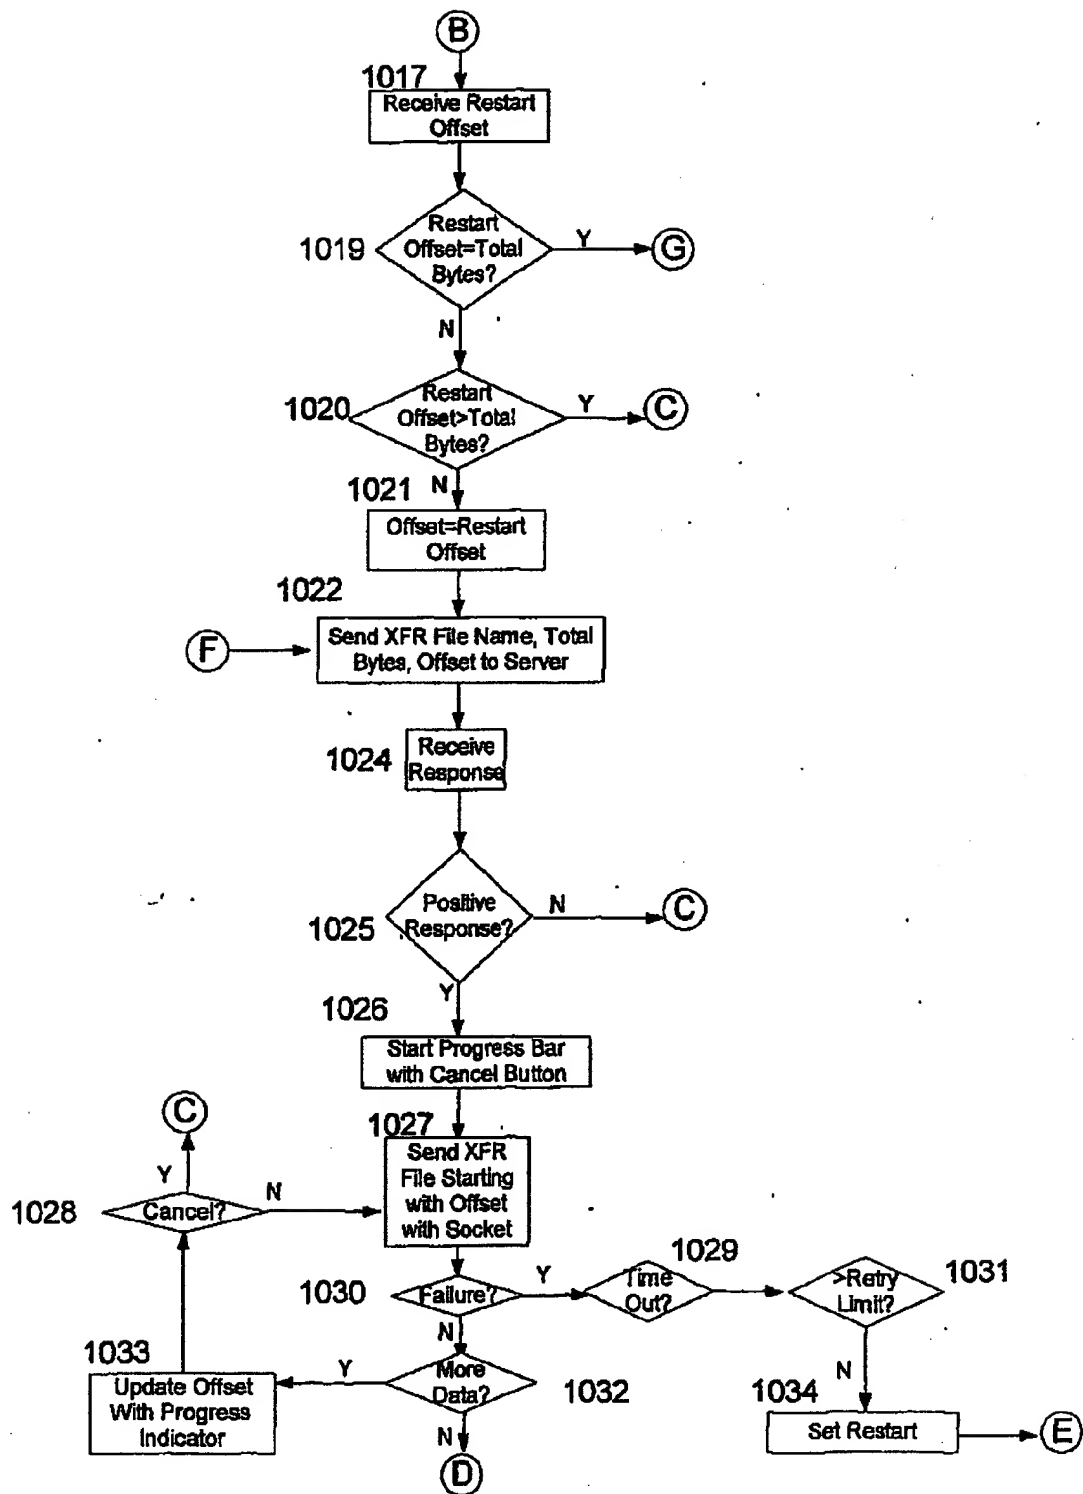 B
1017
Receive Restart
Offset
1019
Restart
Offset=Total
Bytes?
Y
G
N
1020
Restart
Offset>Total
Bytes?
Y
C
1021
N
Offset=Restart
Offset
1022
F
Send XFR File Name, Total
Bytes, Offset to Server
1024
Receive
Response
1025
Positive
Response?
N
C
Y
1026
Start Progress Bar
with Cancel Button
C
1027
Send XFR
File Starting
with Offset
with Socket
Y
1028
Cancel?
N
1030
Failure?
Y
1029
Time
Out?
>Retry
Limit?
1031
N
1033
Y
More
Data?
1032
Update Offset
With Progress
Indicator
N
D
N
1034
Set Restart
E